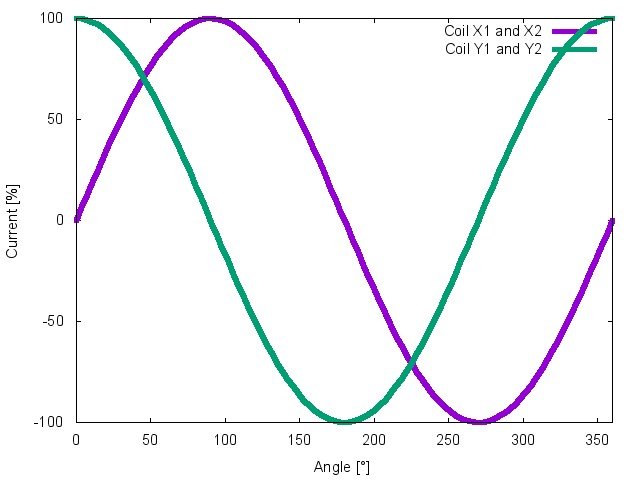 Coil X1 and X2
Coil Y1 and Y2
100
50
0
-50
-100
Current [%]
0 50 100 150 200 250 300 350
Angle [°]